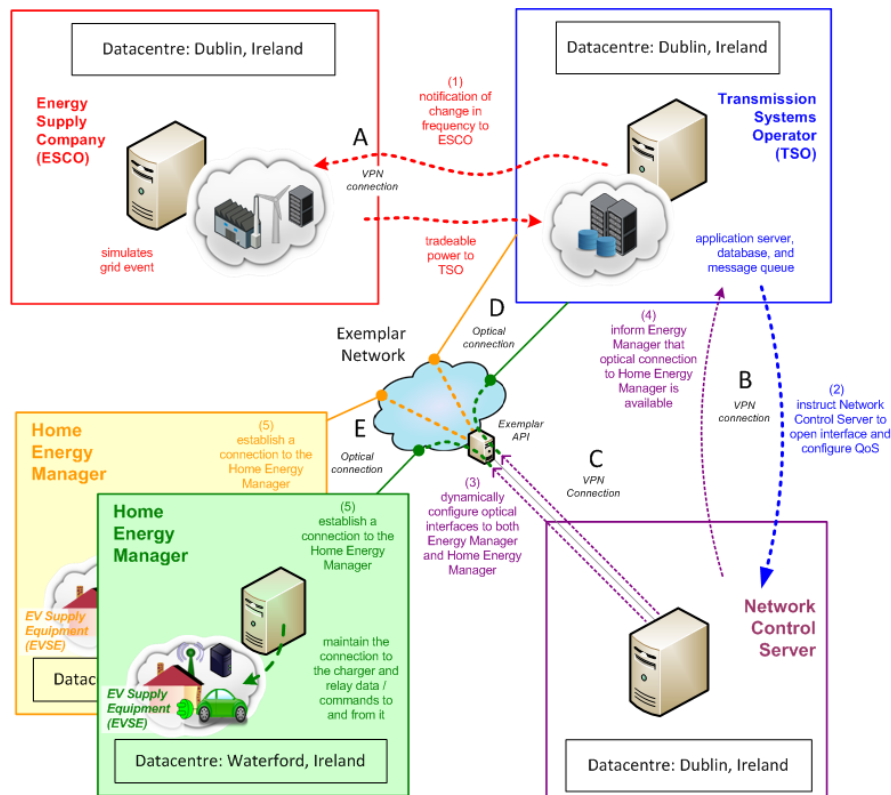 Datacentre: Dublin, Ireland
Energy
Supply
Company
(ESCO)
A
VPN
connection
simulates
grid event
(1)
notification of
change in
frequency to
ESCO
tradeable
power to
TSO
Datacentre: Dublin, Ireland
Transmission
Systems
Operator
(TSO)
application server,
database, and
message queue
Exemplar
Network
D
Optical
connection
E
Optical
connection
Exemplar
API
(4)
inform Energy
Manager that
optical connection
to Home Energy
Manager is
available
B
VPN
connection
(2)
instruct Network
Control Server to
open interface and
configure QoS
C
VPN
Connection
(3)
dynamically
configure optical
interfaces to both
Energy Manager
and Home Energy
Manager
Home
Energy
Manager
(5)
establish a
connection to the
Home Energy
Manager
EV Supply
Equipment
(EVSE)
Datac
Home
Energy
Manager
(5)
establish a
connection to the
Home Energy
Manager
maintain the
connection to
the charger and
relay data /
commands to
and from it
EV Supply
Equipment
(EVSE)
Datacentre: Waterford, Ireland
Network
Control
Server
Datacentre: Dublin, Ireland